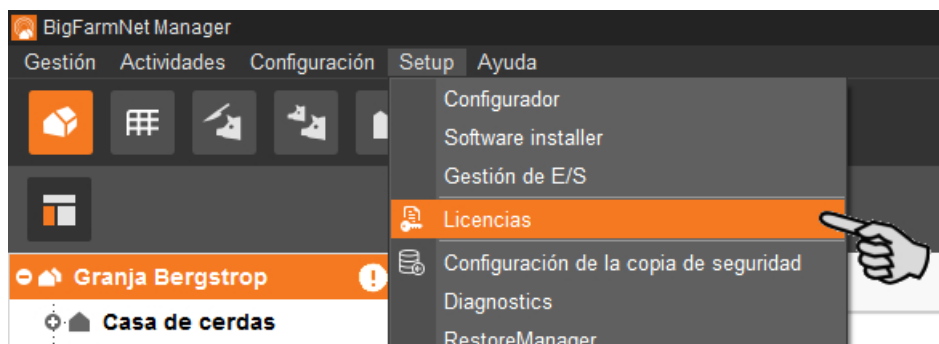 BigFarmNet Manager
Gestión Actividades Configuración Setup Ayuda
Configurador
Software installer
Gestión de E/S
Licencias
Configuración de la copia de seguridad
Diagnostics
RestoreManager
Granja Bergstrop
Casa de cerdas